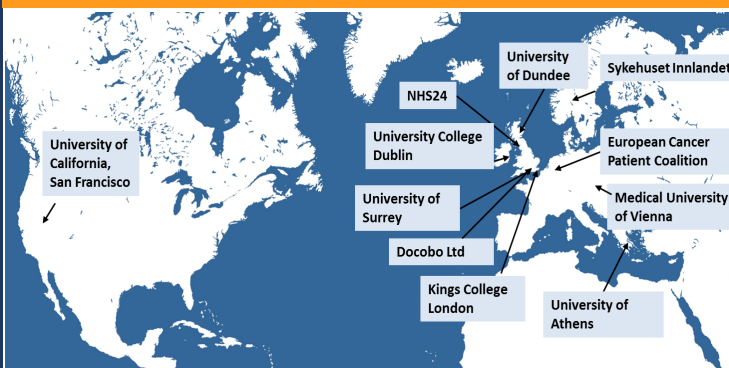 University
of Dundee
Sykehuset Innlandet
NHS24
University College
Dublin
University of
California,
San Francisco
European Cancer
Patient Coalition
University of
Surrey
Medical University
of Vienna
Docobo Ltd
Kings College
London
University of
Athens